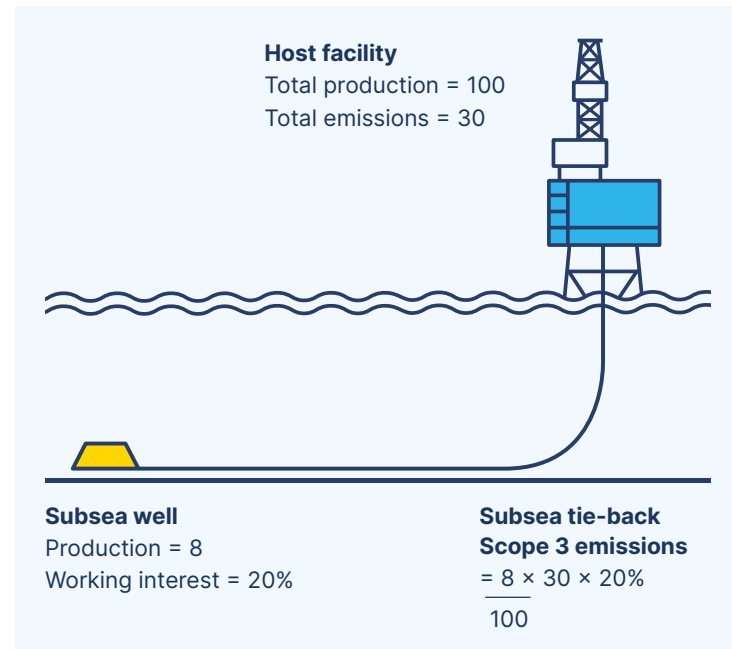 Host facility
Total production = 100
Total emissions = 30
Subsea well
Production = 8
Working interest = 20%
Subsea tie-back
Scope 3 emissions
= 8 × 30 × 20%
100